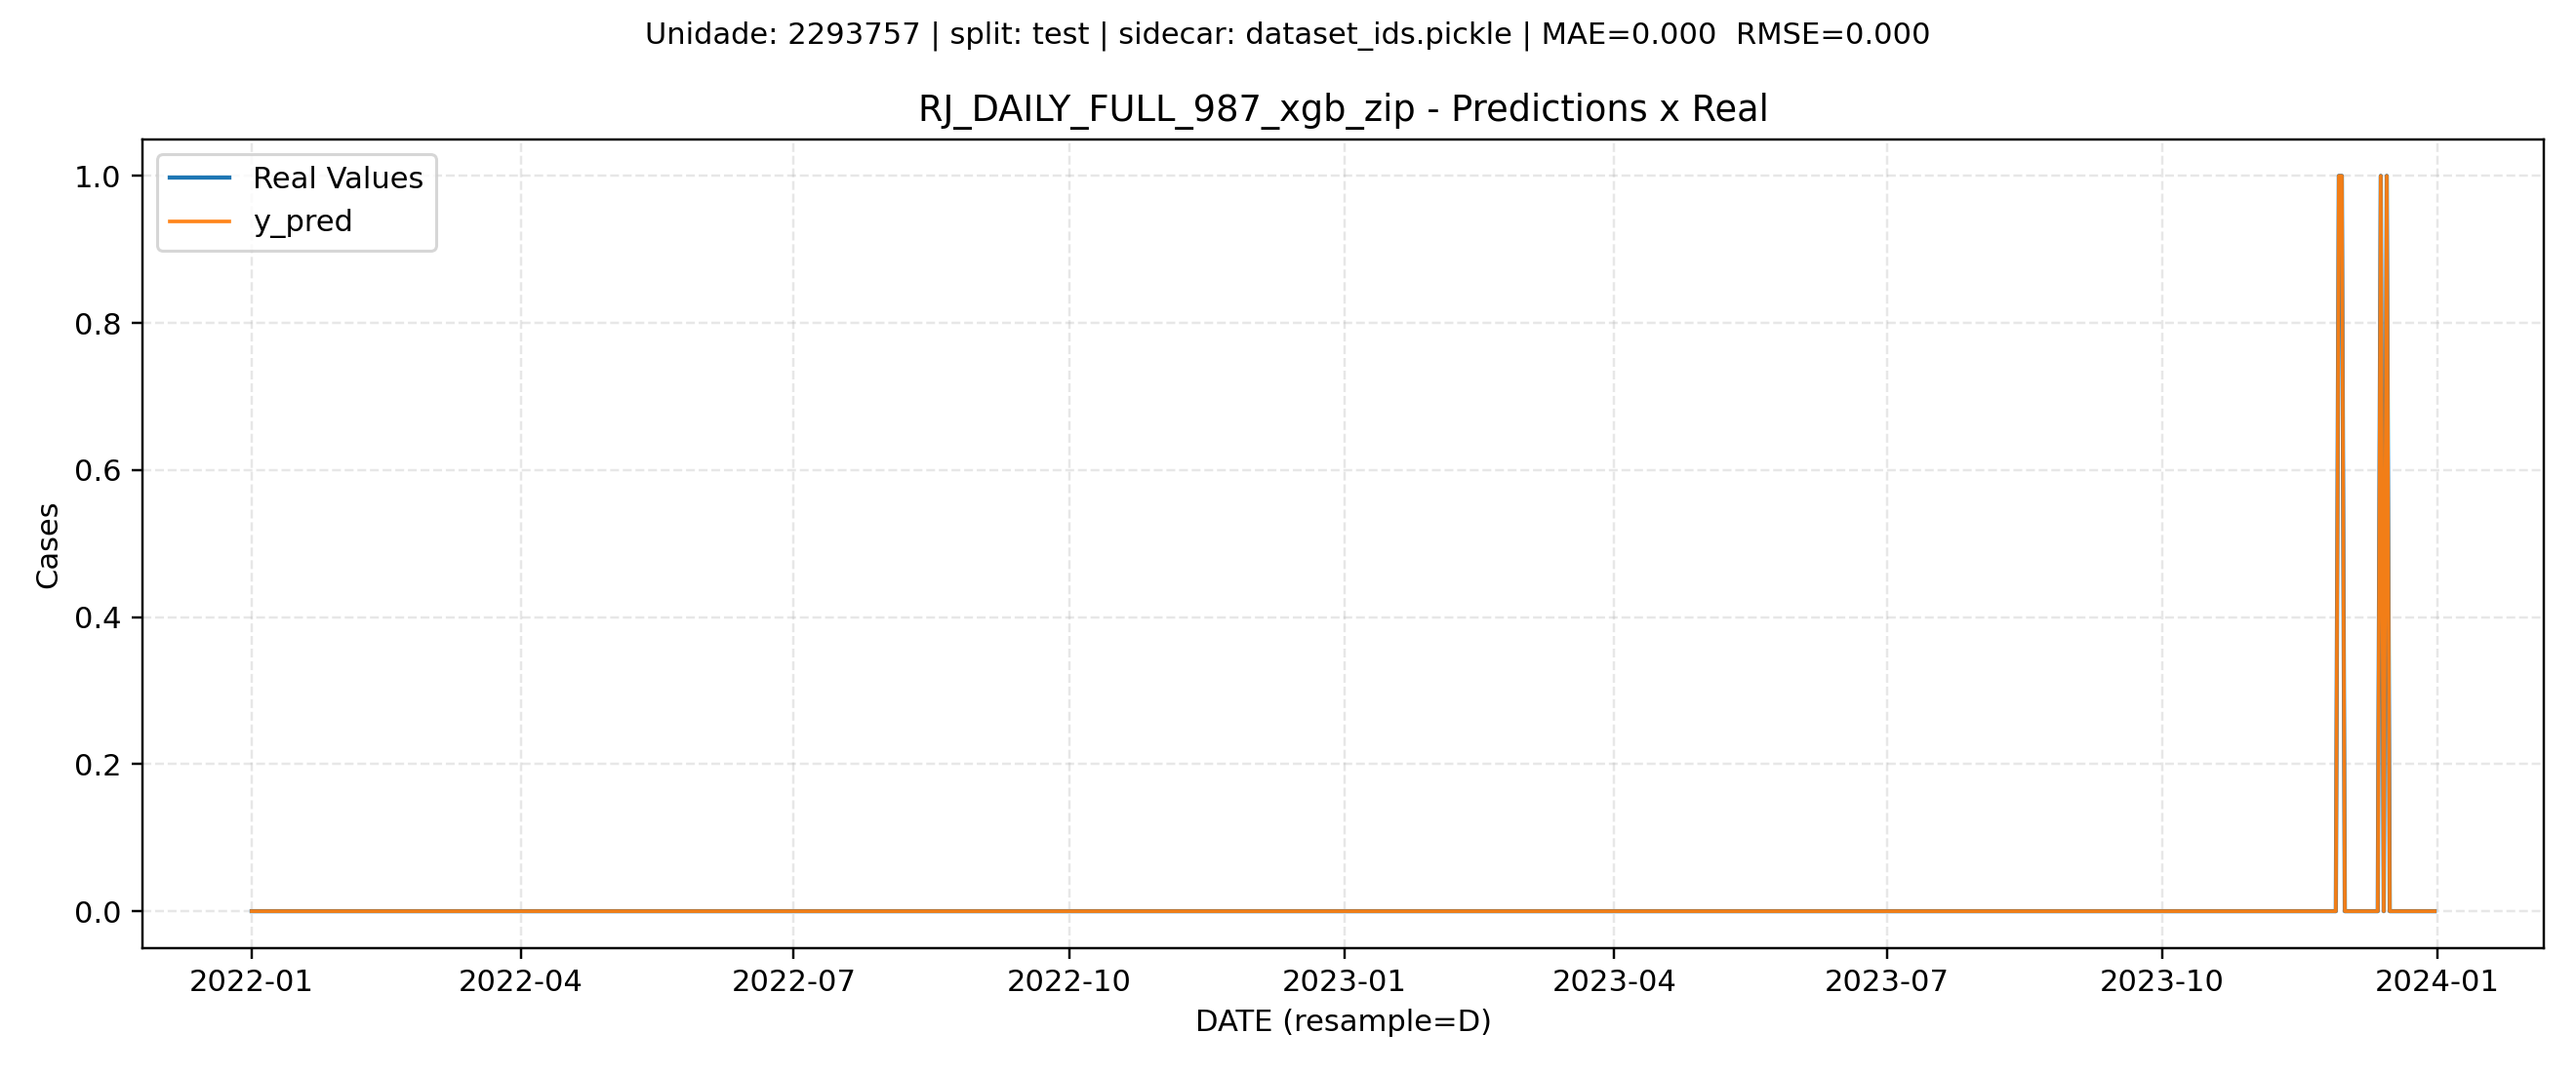 Unidade: 2293757 | split: test | sidecar: dataset_ids.pickle | MAE=0.000  RMSE=0.000
RJ_DAILY_FULL_987_xgb_zip - Predictions x Real
Real Values
y_pred
1.0
0.8
0.6
0.4
0.2
0.0
Cases
2022-01 2022-04 2022-07 2022-10 2023-01 2023-04 2023-07 2023-10 2024-01
DATE (resample=D)